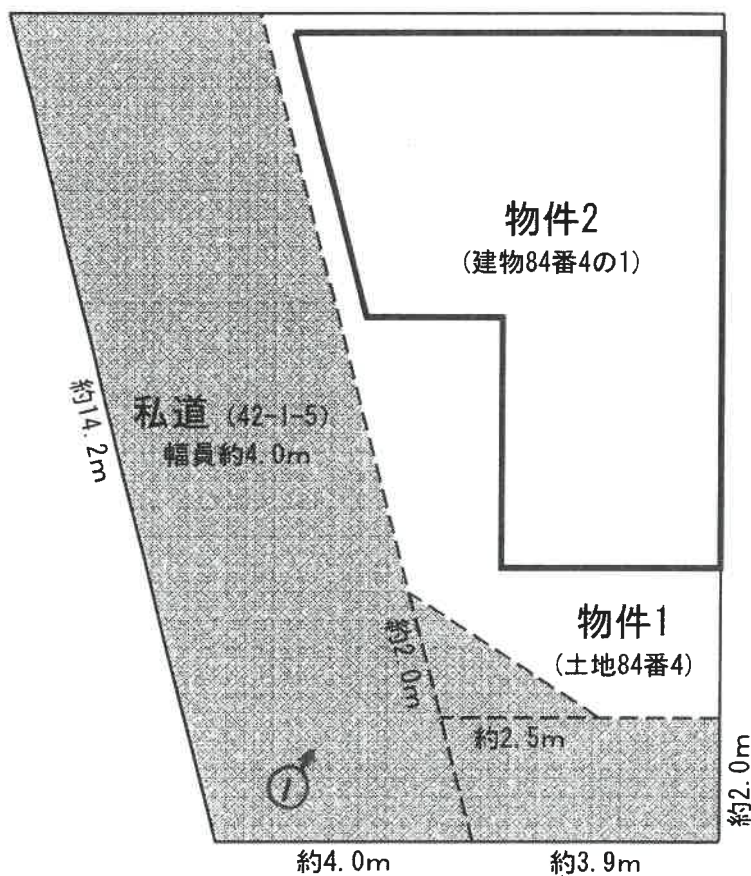 物件2
(建物84番4の1)
約14.2m
私道 (42-1-5)
幅員約4.0m
物件1
(土地84番4)
約2.0m
約2.5m
約2.0m
1
約4.0m
約3.9m